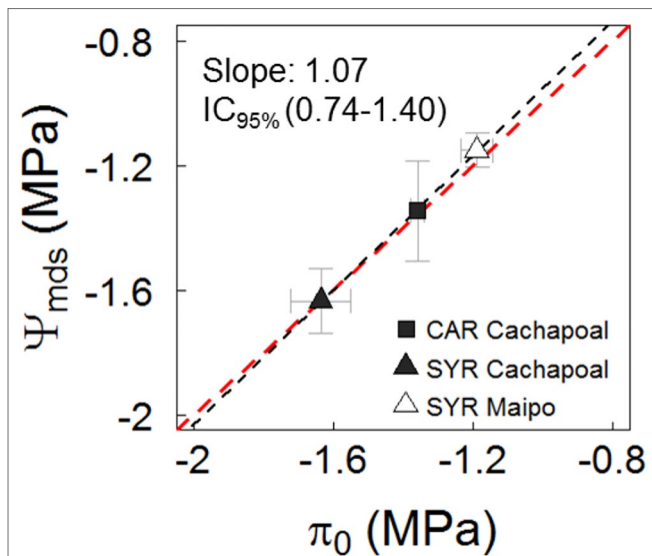 Slope: 1.07
IC95% (0.74-1.40)
Ψmds (MPa)
-0.8
-1.2
-1.6
-2
CAR Cachapoal
SYR Cachapoal
SYR Maipo
-2 -1.6 -1.2 -0.8
π0 (MPa)